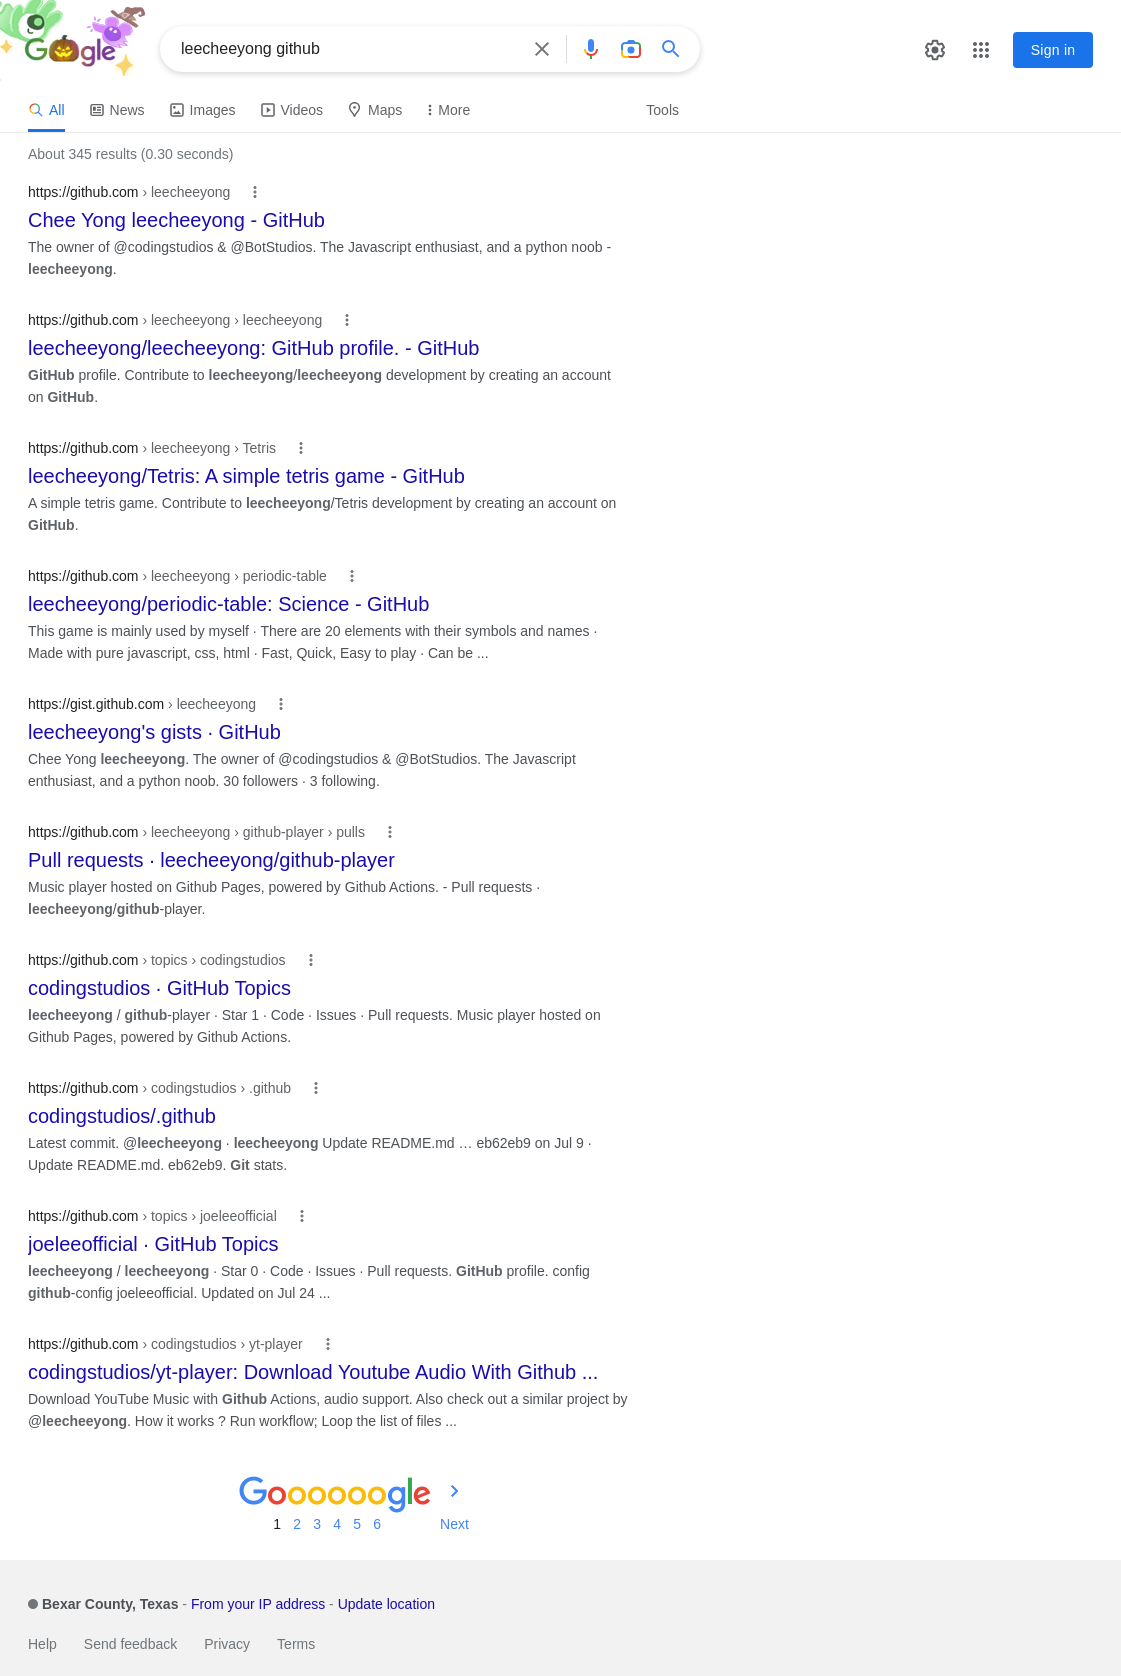 Google
leecheeyong github
Sign in
All News Images Videos Maps More Tools
About 345 results (0.30 seconds)
https://github.com › leecheeyong
Chee Yong leecheeyong - GitHub
The owner of @codingstudios & @BotStudios. The Javascript enthusiast, and a python noob -
leecheeyong.
https://github.com › leecheeyong › leecheeyong
leecheeyong/leecheeyong: GitHub profile. - GitHub
GitHub profile. Contribute to leecheeyong/leecheeyong development by creating an account
on GitHub.
https://github.com › leecheeyong › Tetris
leecheeyong/Tetris: A simple tetris game - GitHub
A simple tetris game. Contribute to leecheeyong/Tetris development by creating an account on
GitHub.
https://github.com › leecheeyong › periodic-table
leecheeyong/periodic-table: Science - GitHub
This game is mainly used by myself · There are 20 elements with their symbols and names ·
Made with pure javascript, css, html · Fast, Quick, Easy to play · Can be ...
https://gist.github.com › leecheeyong
leecheeyong's gists · GitHub
Chee Yong leecheeyong. The owner of @codingstudios & @BotStudios. The Javascript
enthusiast, and a python noob. 30 followers · 3 following.
https://github.com › leecheeyong › github-player › pulls
Pull requests · leecheeyong/github-player
Music player hosted on Github Pages, powered by Github Actions. - Pull requests ·
leecheeyong/github-player.
https://github.com › topics › codingstudios
codingstudios · GitHub Topics
leecheeyong / github-player · Star 1 · Code · Issues · Pull requests. Music player hosted on
Github Pages, powered by Github Actions.
https://github.com › codingstudios › .github
codingstudios/.github
Latest commit. @leecheeyong · leecheeyong Update README.md … eb62eb9 on Jul 9 ·
Update README.md. eb62eb9. Git stats.
https://github.com › topics › joeleeofficial
joeleeofficial · GitHub Topics
leecheeyong / leecheeyong · Star 0 · Code · Issues · Pull requests. GitHub profile. config
github-config joeleeofficial. Updated on Jul 24 ...
https://github.com › codingstudios › yt-player
codingstudios/yt-player: Download Youtube Audio With Github ...
Download YouTube Music with Github Actions, audio support. Also check out a similar project by
@leecheeyong. How it works ? Run workflow; Loop the list of files ...
Goooooogle
1 2 3 4 5 6 Next
Bexar County, Texas - From your IP address - Update location
Help Send feedback Privacy Terms